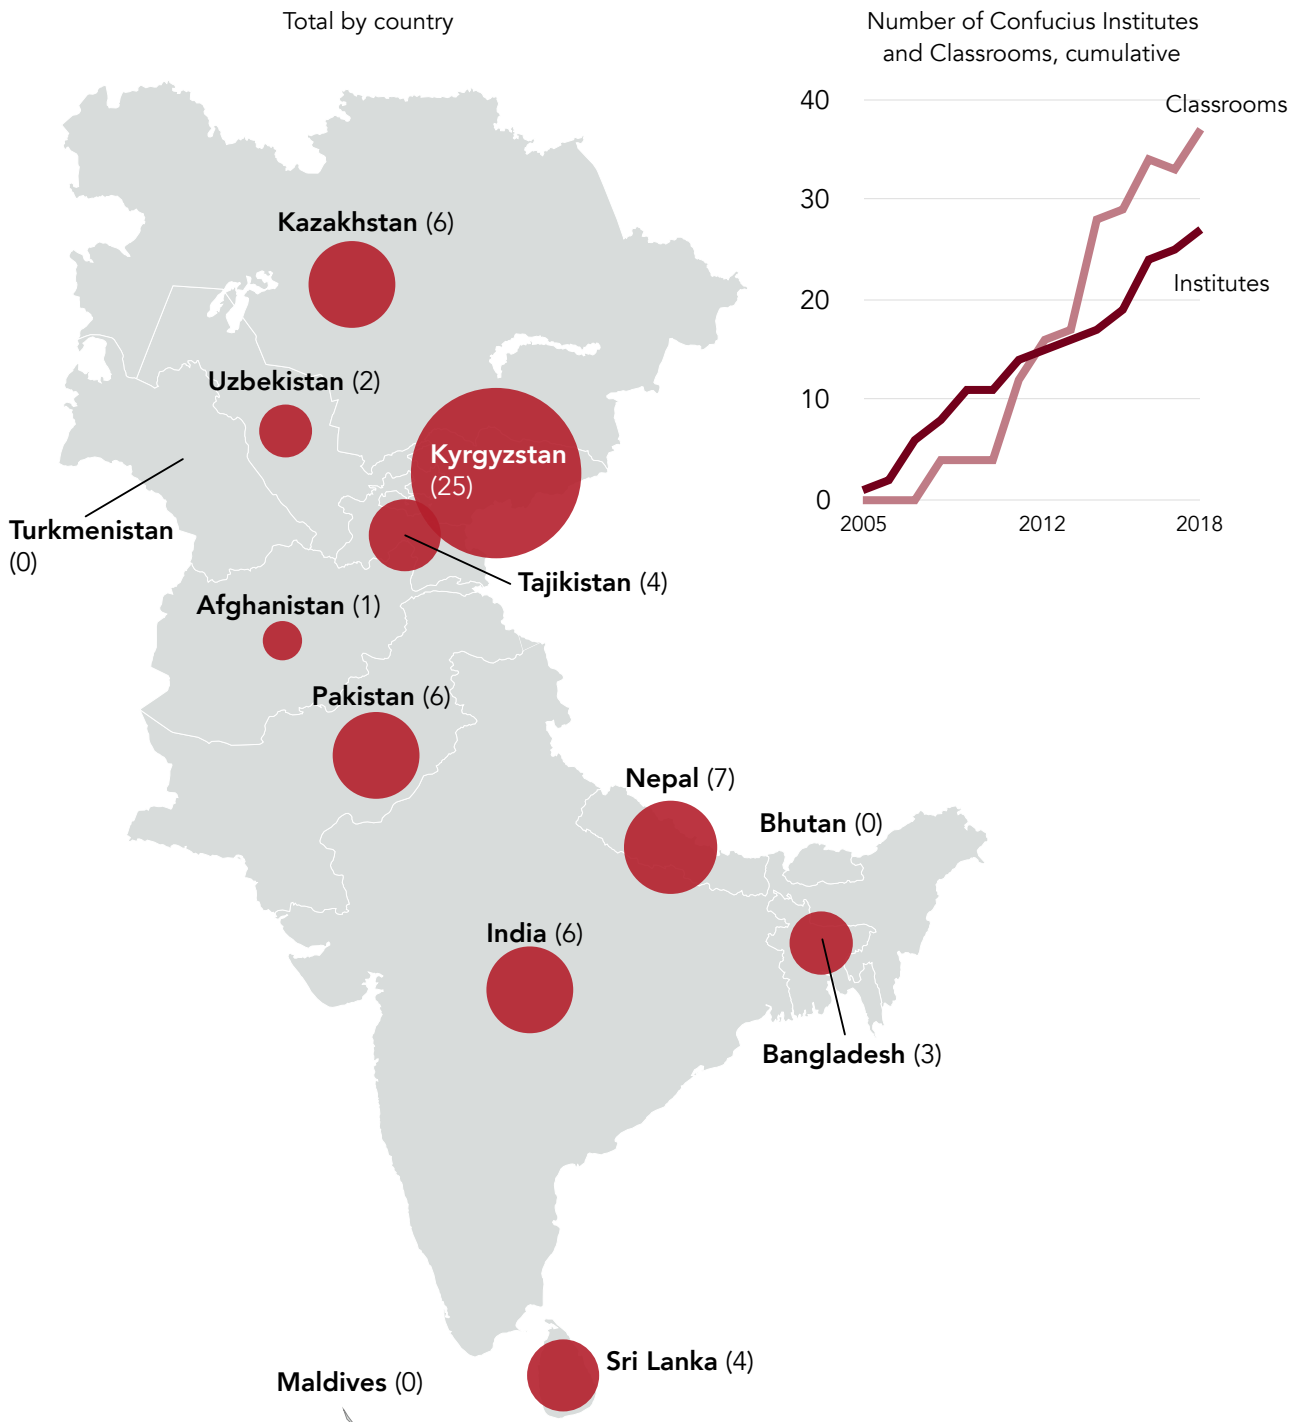 Total by country
Number of Confucius Institutes
and Classrooms, cumulative
40
Classrooms
30
20
Institutes
10
0
2005
2012
2018
Kazakhstan (6)
Uzbekistan (2)
Kyrgyzstan
(25)
Turkmenistan
(0)
Tajikistan (4)
Afghanistan (1)
Pakistan (6)
Nepal (7)
Bhutan (0)
India (6)
Bangladesh (3)
Sri Lanka (4)
Maldives (0)